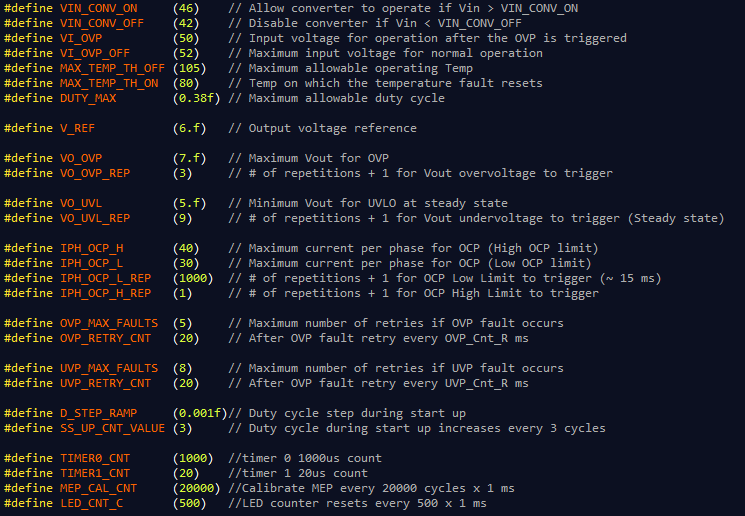 #define VIN_CONV_ON     (46)    // Allow converter to operate if Vin > VIN_CONV_ON
#define VIN_CONV_OFF    (42)    // Disable converter if Vin < VIN_CONV_OFF
#define VI_OVP          (50)    // Input voltage for operation after the OVP is triggered
#define VI_OVP_OFF      (52)    // Maximum input voltage for normal operation
#define MAX_TEMP_TH_OFF (105)   // Maximum allowable operating Temp
#define MAX_TEMP_TH_ON  (80)    // Temp on which the temperature fault resets
#define DUTY_MAX        (0.38f) // Maximum allowable duty cycle
#define V_REF           (6.f)   // Output voltage reference
#define VO_OVP          (7.f)   // Maximum Vout for OVP
#define VO_OVP_REP      (3)     // # of repetitions + 1 for Vout overvoltage to trigger
#define VO_UVL          (5.f)   // Minimum Vout for UVLO at steady state
#define VO_UVL_REP      (9)     // # of repetitions + 1 for Vout undervoltage to trigger (Steady state)
#define IPH_OCP_H       (40)    // Maximum current per phase for OCP (High OCP limit)
#define IPH_OCP_L       (30)    // Maximum current per phase for OCP (Low OCP limit)
#define IPH_OCP_L_REP   (1000)  // # of repetitions + 1 for OCP Low Limit to trigger (~ 15 ms)
#define IPH_OCP_H_REP   (1)     // # of repetitions + 1 for OCP High Limit to trigger
#define OVP_MAX_FAULTS  (5)     // Maximum number of retries if OVP fault occurs
#define OVP_RETRY_CNT   (20)    // After OVP fault retry every OVP_Cnt_R ms
#define UVP_MAX_FAULTS  (8)     // Maximum number of retries if UVP fault occurs
#define UVP_RETRY_CNT   (20)    // After OVP fault retry every UVP_Cnt_R ms
#define D_STEP_RAMP     (0.001f)// Duty cycle step during start up
#define SS_UP_CNT_VALUE (3)     // Duty cycle during start up increases every 3 cycles
#define TIMER0_CNT      (1000)  //timer 0 1000us count
#define TIMER1_CNT      (20)    //timer 1 20us count
#define MEP_CAL_CNT     (20000) //Calibrate MEP every 20000 cycles x 1 ms
#define LED_CNT_C       (500)   //LED counter resets every 500 x 1 ms